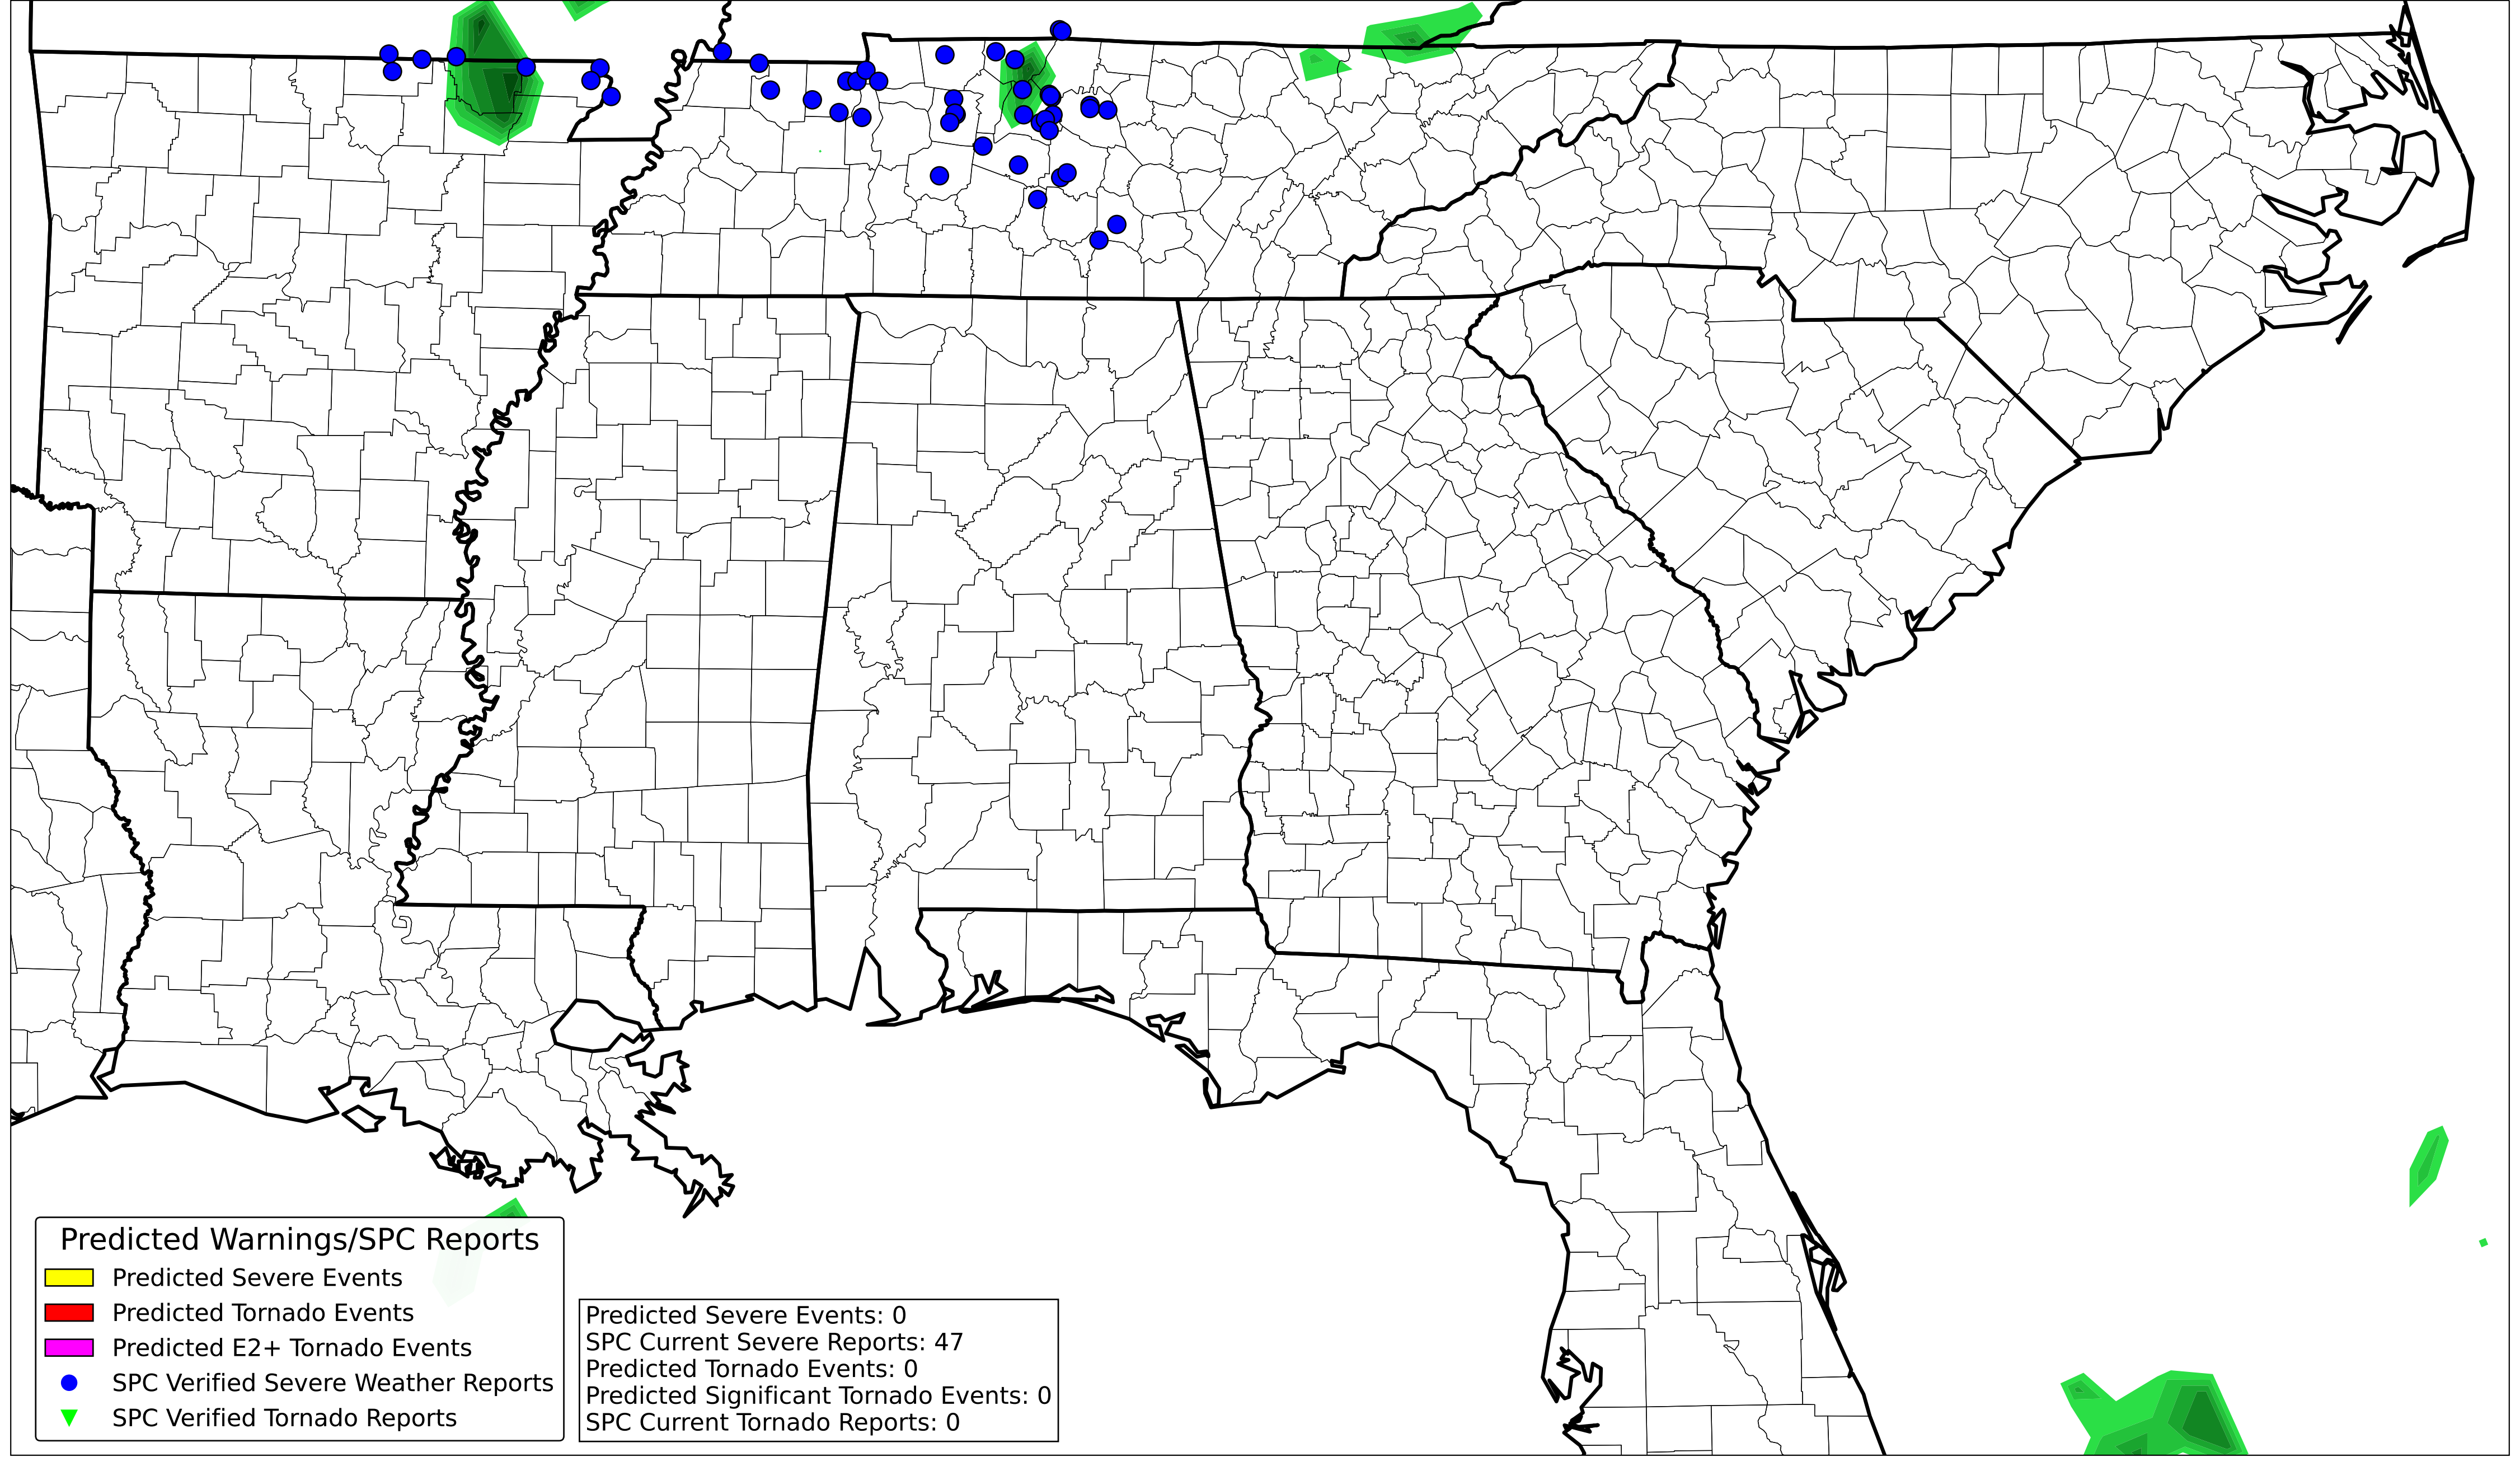 Predicted Warnings/SPC Reports
Predicted Severe Events
Predicted Tornado Events
Predicted E2+ Tornado Events
SPC Verified Severe Weather Reports
SPC Verified Tornado Reports
Predicted Severe Events: 0
SPC Current Severe Reports: 47
Predicted Tornado Events: 0
Predicted Significant Tornado Events: 0
SPC Current Tornado Reports: 0